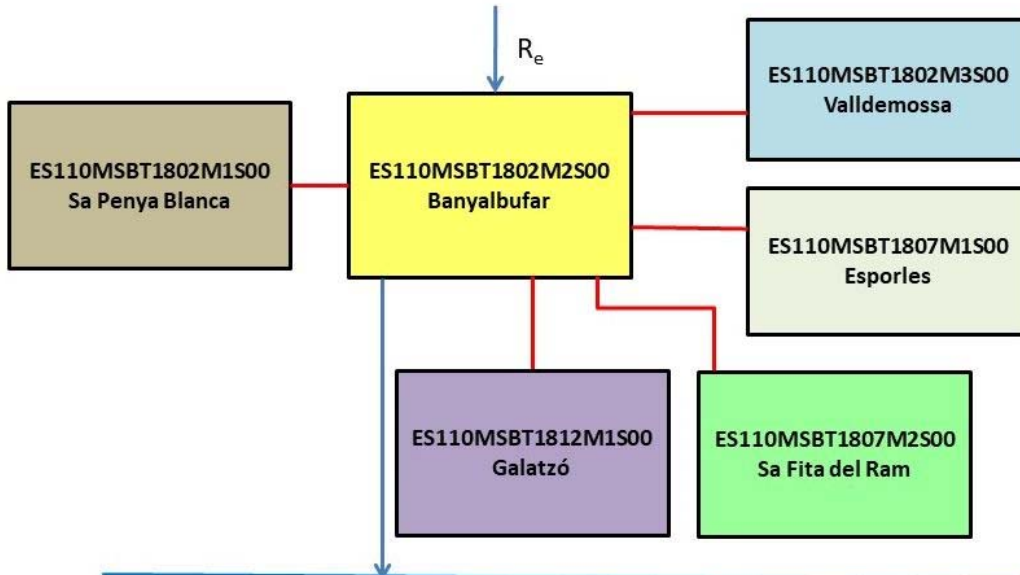 Re
ES110MSBT1802M3S00
Valldemossa
ES110MSBT1802M1S00
Sa Penya Blanca
ES110MSBT1802M2S00
Banyalbufar
ES110MSBT1807M1S00
Esporles
ES110MSBT1812M1S00
Galatzó
ES110MSBT1807M2S00
Sa Fita del Ram